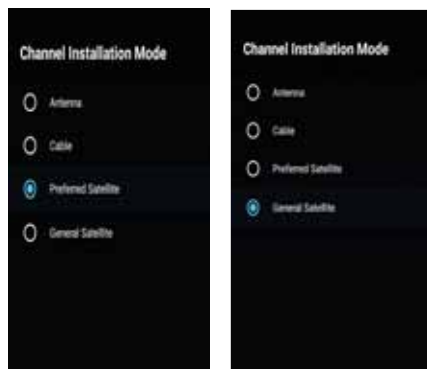 Channel Installation Mode
Antenna
Cable
Preferred Satellite
General Satellite
Channel Installation Mode
Antenna
Cable
Preferred Satellite
General Satellite